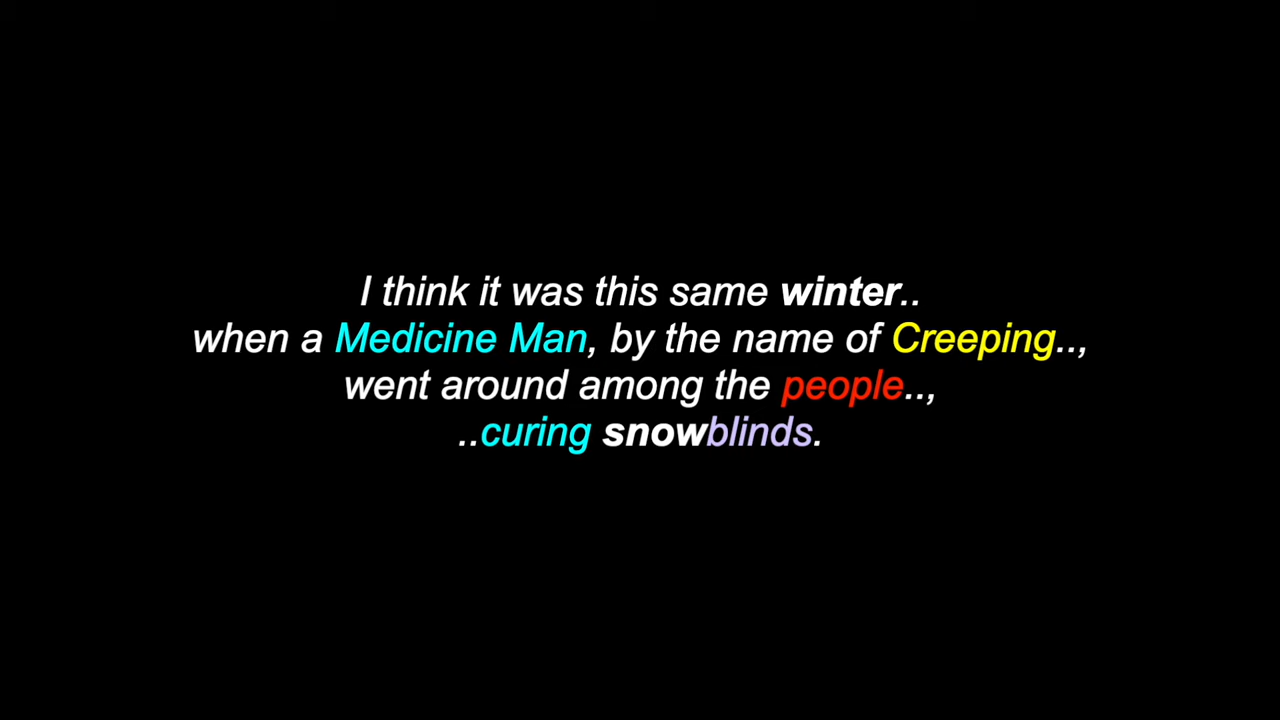 I think it was this same winter..
when a Medicine Man, by the name of Creeping..,
went around among the people..,
..curing snowblinds.